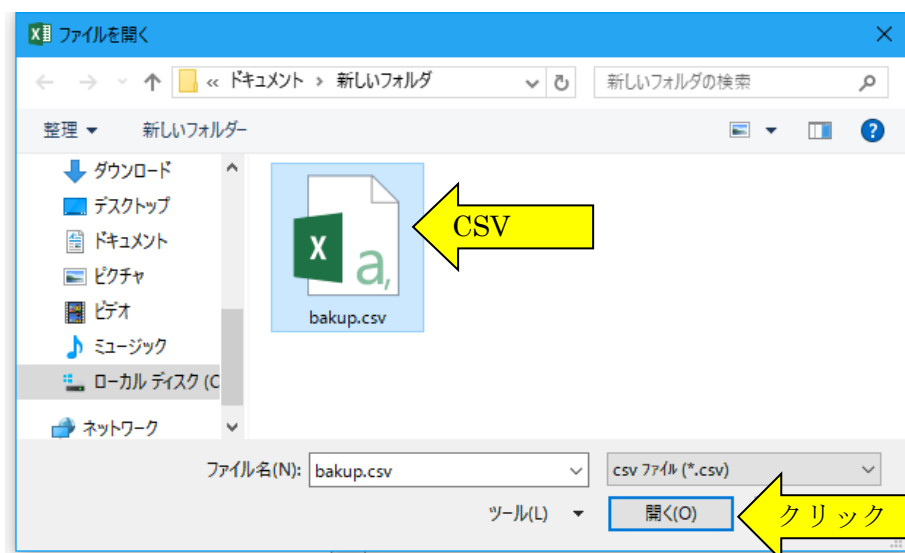 ファイルを開く
« ドキュメント › 新しいフォルダ
新しいフォルダの検索
整理
新しいフォルダー
ダウンロード
デスクトップ
ドキュメント
ピクチャ
ビデオ
ミュージック
ローカル ディスク (C
ネットワーク
X
a,
bakup.csv
CSV
ファイル名(N): bakup.csv
csv ファイル (*.csv)
ツール(L)
開く(O)
クリック